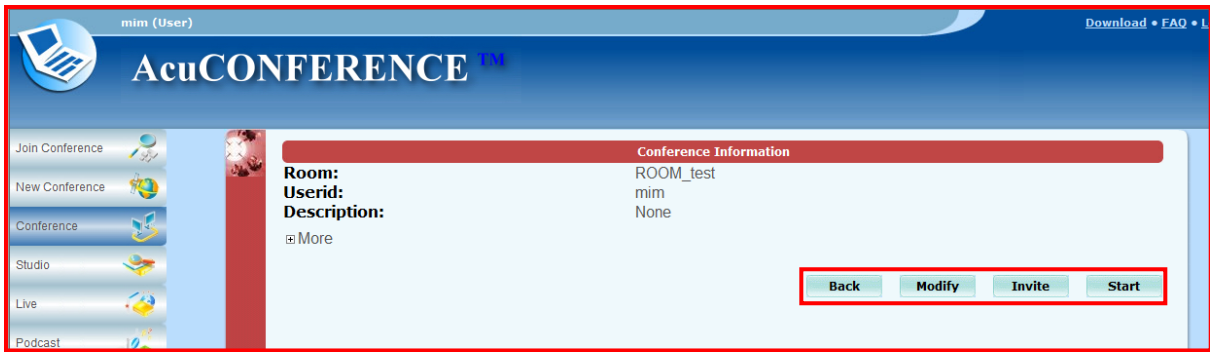 mim (User)
Download • FAQ • L
AcuCONFERENCE ™
Join Conference
New Conference
Conference
Studio
Live
Podcast
Conference Information
Room: ROOM_test
Userid: mim
Description: None
More
Back Modify Invite Start